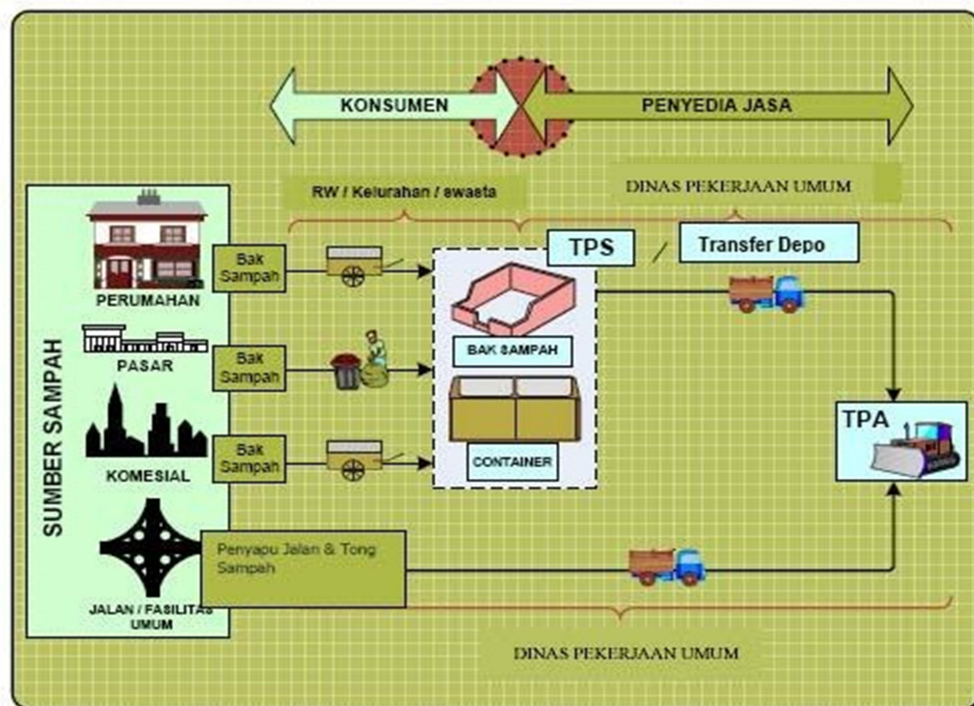 KONSUMEN
PENYEDIA JASA
RW / Kelurahan / swasta
DINAS PEKERJAAN UMUM
TPS
/
Transfer Depo
SUMBER SAMPAH
PERUMAHAN
Bak
Sampah
PASAR
Bak
Sampah
KOMESIAL
Bak
Sampah
BAK SAMPAH
CONTAINER
TPA
JALAN / FASILITAS
UMUM
Penyapu Jalan & Tong
Sampah
DINAS PEKERJAAN UMUM